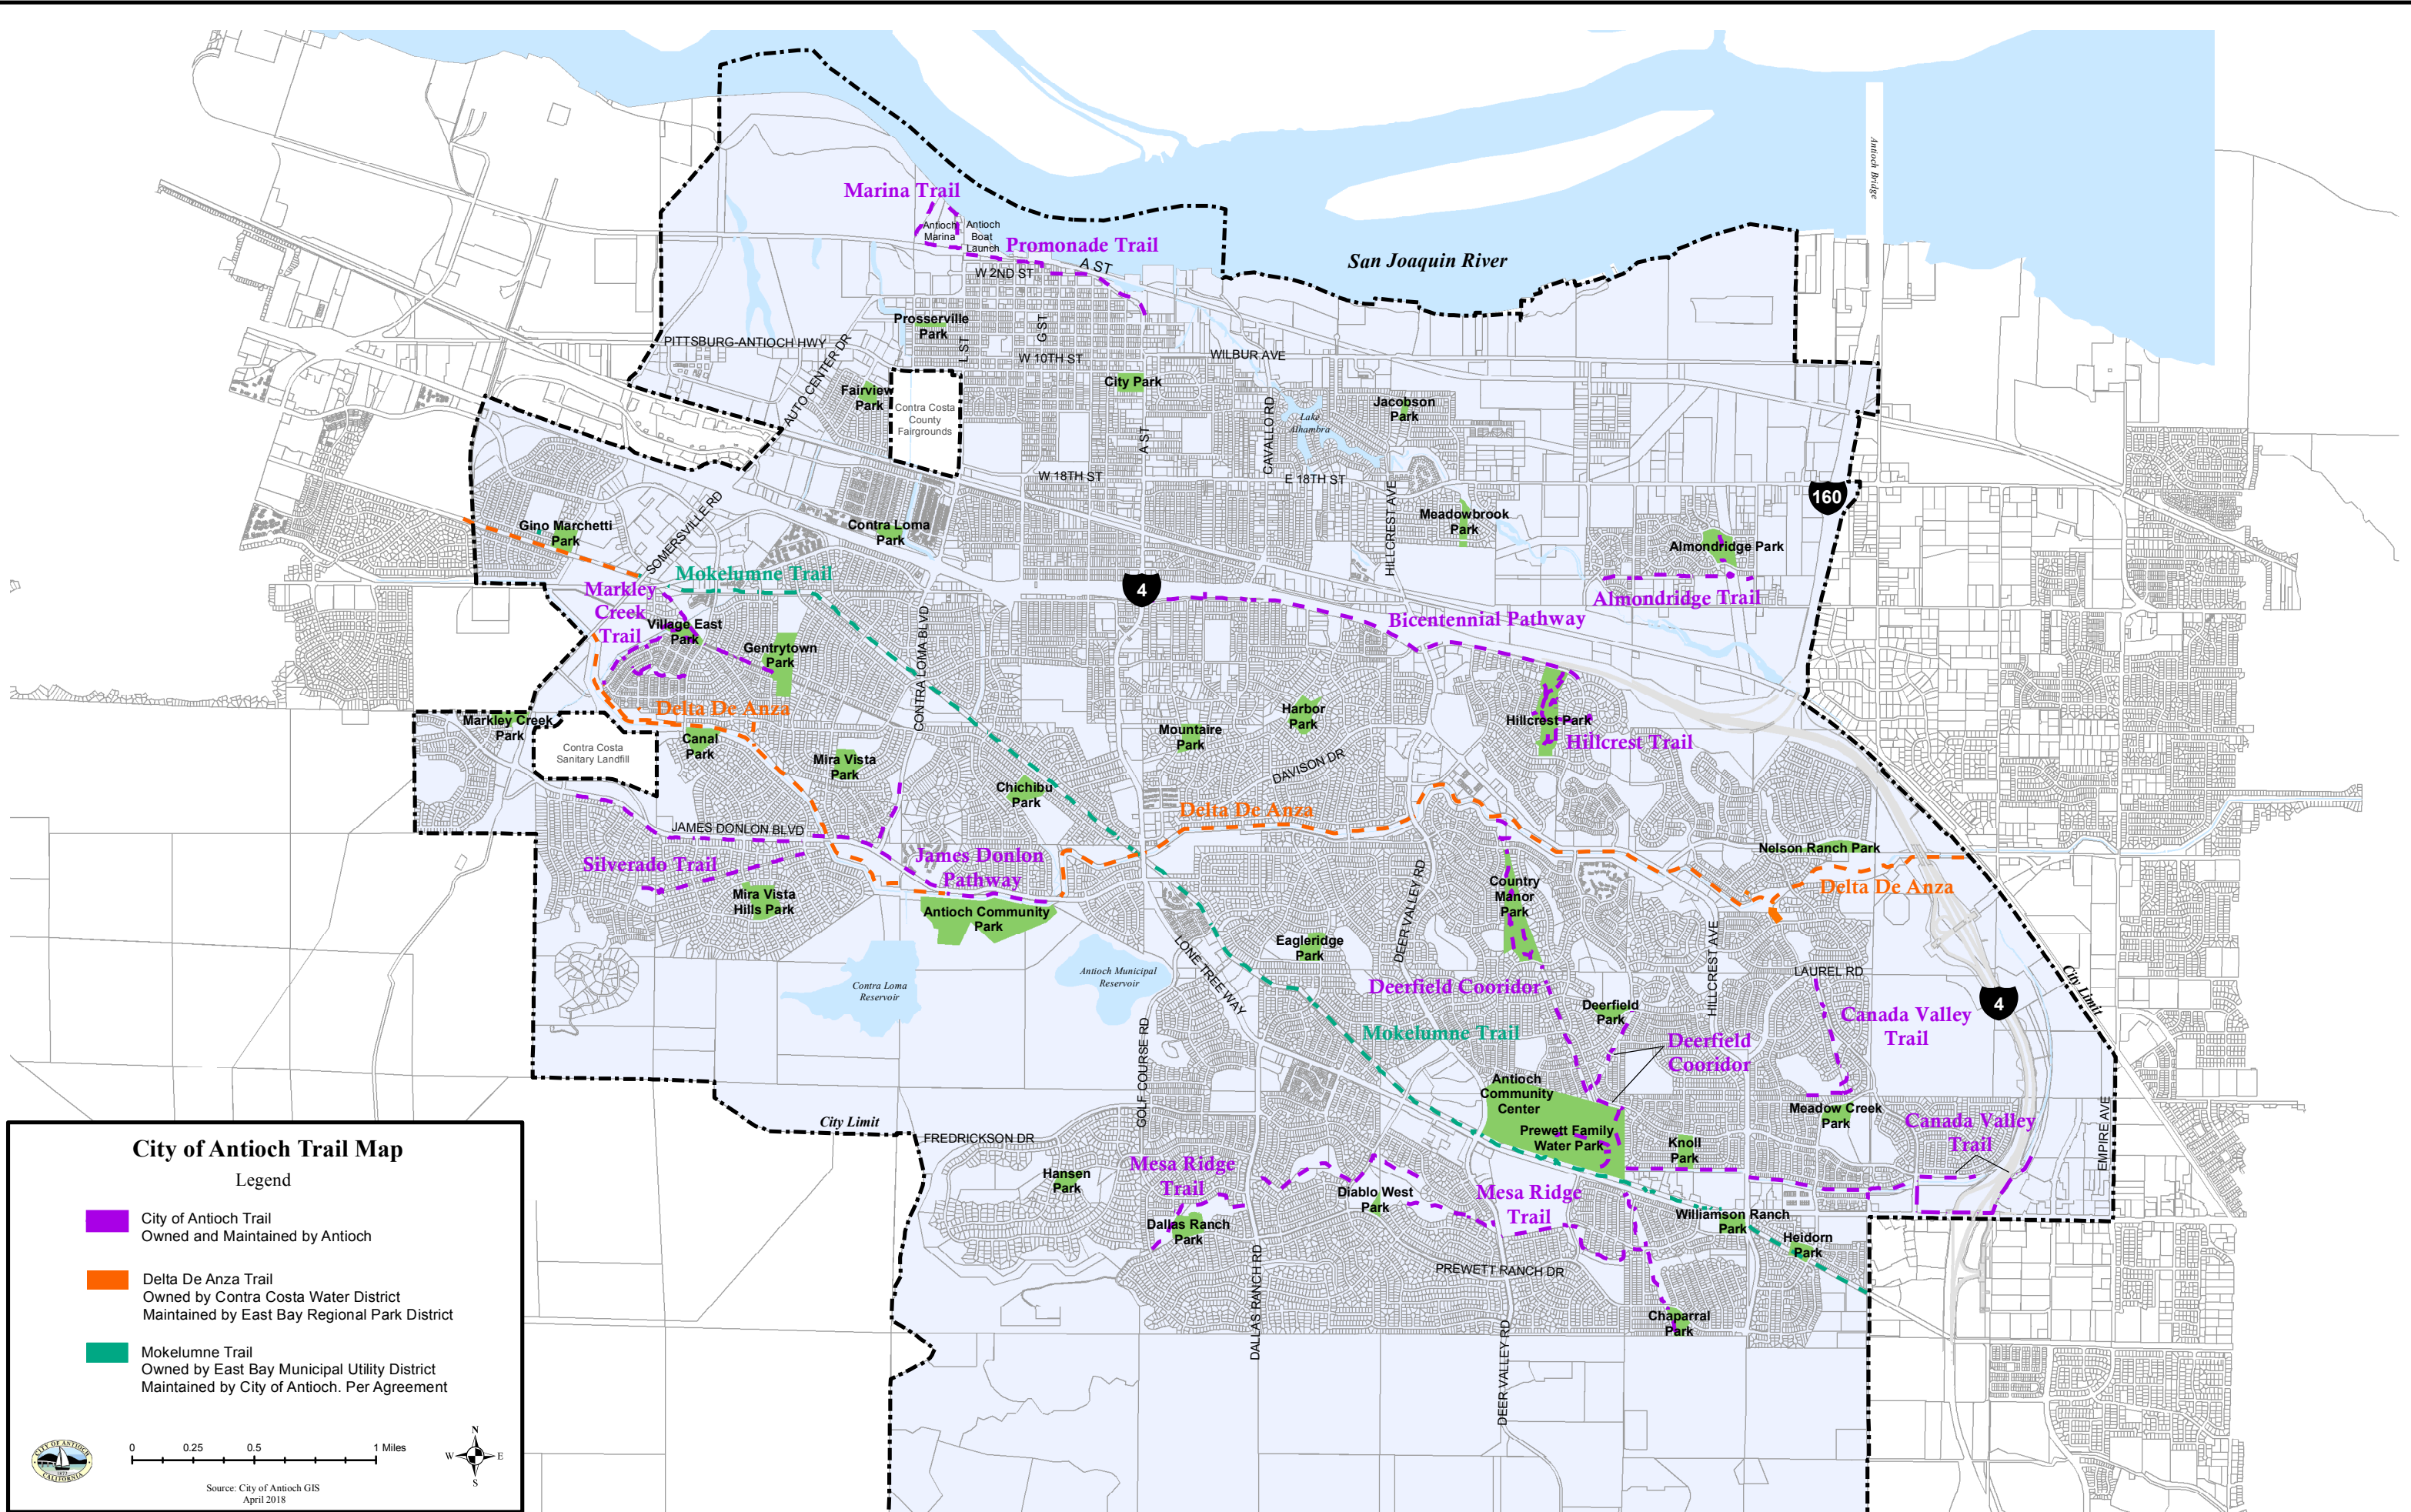 Antioch Bridge
Marina Trail
Antioch
Marina
Antioch
Boat
Launch
Promonade Trail
A ST
W 2ND ST
San Joaquin River
Prosserville
Park
G ST
L ST
PITTSBURG-ANTIOCH HWY
AUTO CENTER DR
W 10TH ST
WILBUR AVE
Fairview
Park
City Park
Contra Costa
County
Fairgrounds
Jacobson
Park
Lake
Alhambra
CAVALLO RD
A ST
W 18TH ST
E 18TH ST
HILLCREST AVE
160
Gino Marchetti
Park
SOMERSVILLE RD
Contra Loma
Park
Meadowbrook
Park
Almondridge Park
Mokelumne Trail
4
Almondridge Trail
Markley
Creek
Trail
Village East
Park
Gentrytown
Park
CONTRA LOMA BLVD
Bicentennial Pathway
Delta De Anza
Markley Creek
Park
Contra Costa
Sanitary Landfill
Canal
Park
Mira Vista
Park
Mountaire
Park
Harbor
Park
Hillcrest Park
Hillcrest Trail
DAVISON DR
Chichibu
Park
Delta De Anza
JAMES DONLON BLVD
Silverado Trail
James Donlon
Pathway
Nelson Ranch Park
Delta De Anza
Mira Vista
Hills Park
Antioch Community
Park
Country
Manor
Park
DEER VALLEY RD
Eagleridge
Park
LONE TREE WAY
HILLCREST AVE
LAUREL RD
Contra Loma
Reservoir
Antioch Municipal
Reservoir
Deerfield Cooridor
Deerfield
Park
City Limit
4
Canada Valley
Trail
Mokelumne Trail
Deerfield
Cooridor
GOLF COURSE RD
Antioch
Community
Center
Prewett Family
Water Park
Meadow Creek
Park
Canada Valley
Trail
EMPIRE AVE
City Limit
FREDRICKSON DR
Knoll
Park
Hansen
Park
Mesa Ridge
Trail
Diablo West
Park
Mesa Ridge
Trail
Dallas Ranch
Park
Williamson Ranch
Park
Heidorn
Park
PREWETT RANCH DR
DALLAS RANCH RD
Chaparral
Park
DEER VALLEY RD
City of Antioch Trail Map
Legend
City of Antioch Trail
Owned and Maintained by Antioch
Delta De Anza Trail
Owned by Contra Costa Water District
Maintained by East Bay Regional Park District
Mokelumne Trail
Owned by East Bay Municipal Utility District
Maintained by City of Antioch. Per Agreement
CITY OF ANTIOCH
1872
CALIFORNIA
0 0.25 0.5 1 Miles
N
W E
S
Source: City of Antioch GIS
April 2018